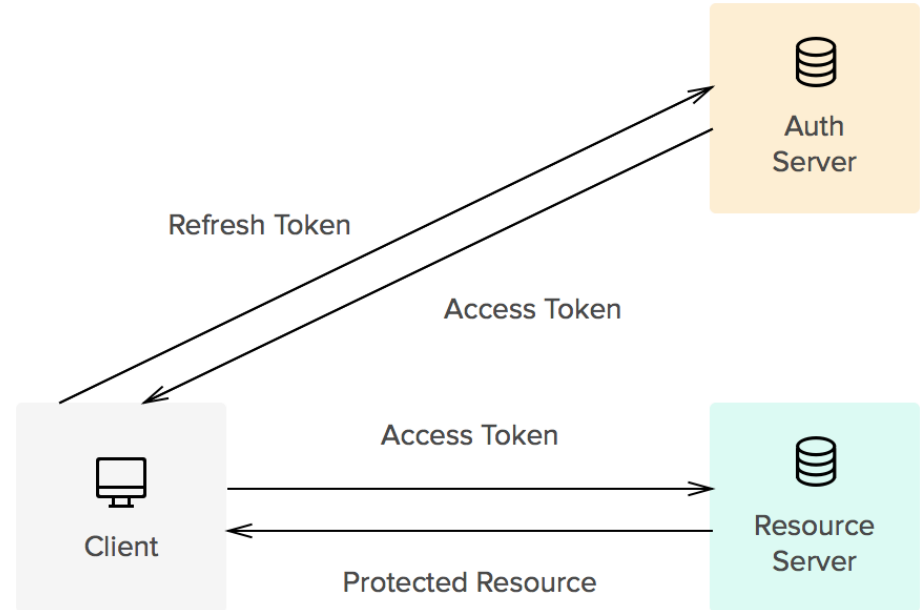 Auth
Server
Refresh Token
Access Token
Access Token
Client
Resource
Server
Protected Resource